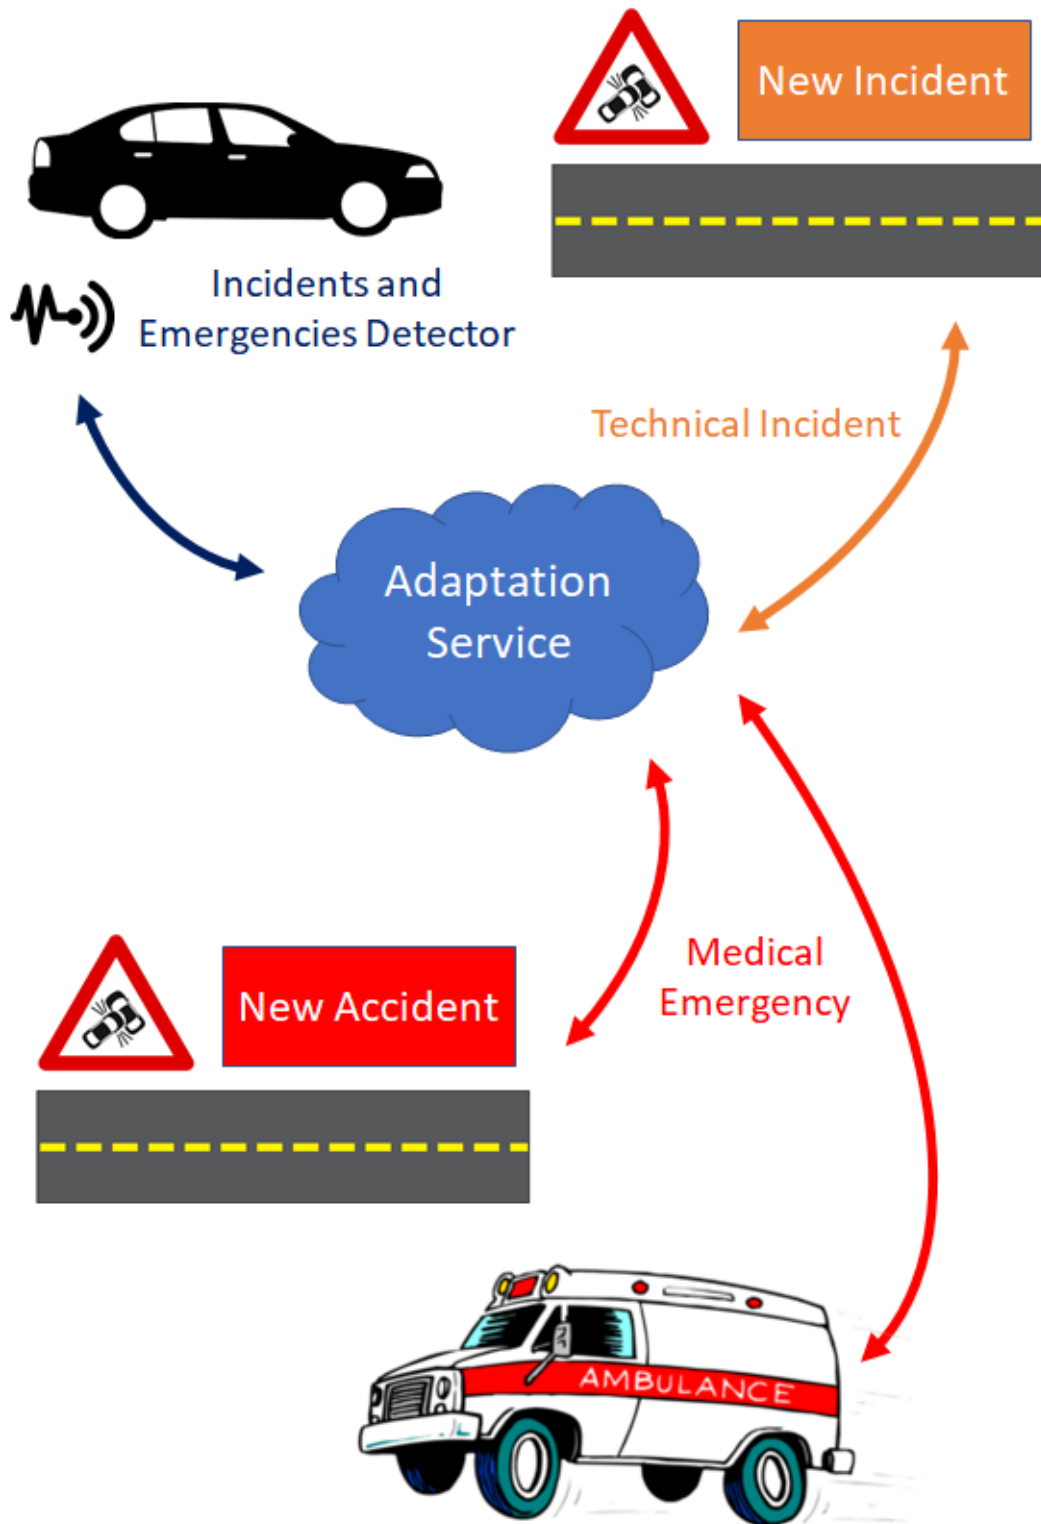 New Incident
Incidents and
Emergencies Detector
Technical Incident
Adaptation
Service
Medical
Emergency
New Accident
AMBULANCE